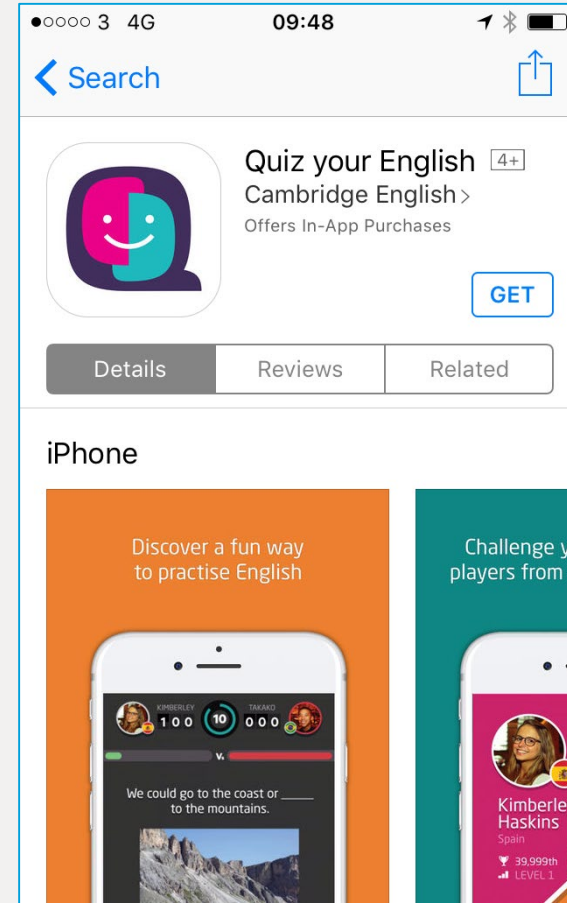 3 4G 09:48
Search
Quiz your English 4+
Cambridge English
Offers In-App Purchases
GET
Details Reviews Related
iPhone
Discover a fun way
to practise English
KIMBERLEY TAKAKO
100 10 000
V.
We could go to the coast or _____
to the mountains.
Challenge y
players from
Kimberle
Haskins
Spain
39,999th
LEVEL 1